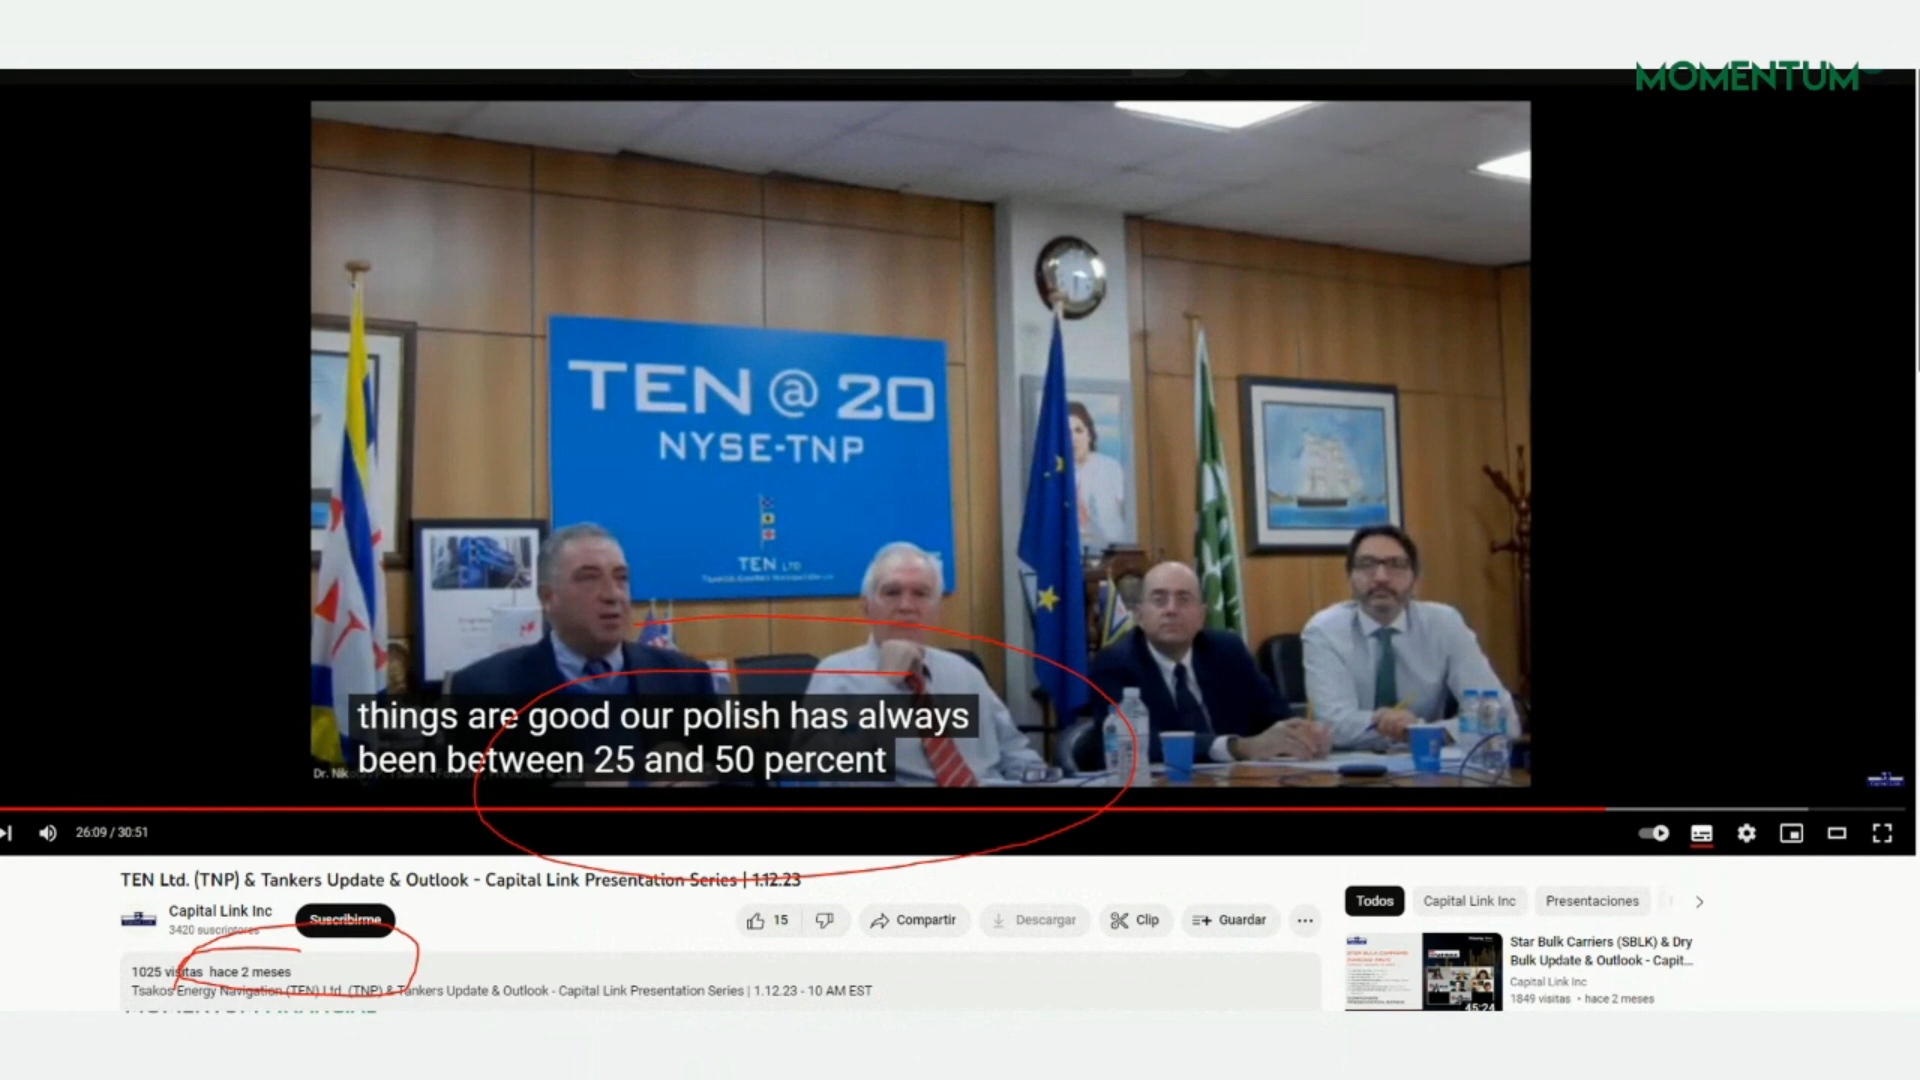 MOMENTUM
TEN @ 20
NYSE-TNP
TEN LTD
things are good our polish has always
been between 25 and 50 percent
Dr. Nik
26:09 / 30:51
TEN Ltd. (TNP) & Tankers Update & Outlook - Capital Link Presentation Series | 1.12.23
Capital Link Inc
3420 suscriptores
Suscribirme
15
Compartir
Descargar
Clip
Guardar
1025 visitas hace 2 meses
Tsakos Energy Navigation (TEN) Ltd. (TNP) & Tankers Update & Outlook - Capital Link Presentation Series | 1.12.23 - 10 AM EST
Todos
Capital Link Inc
Presentaciones
Star Bulk Carriers (SBLK) & Dry
Bulk Update & Outlook - Capit...
Capital Link Inc
1849 visitas • hace 2 meses
45:24